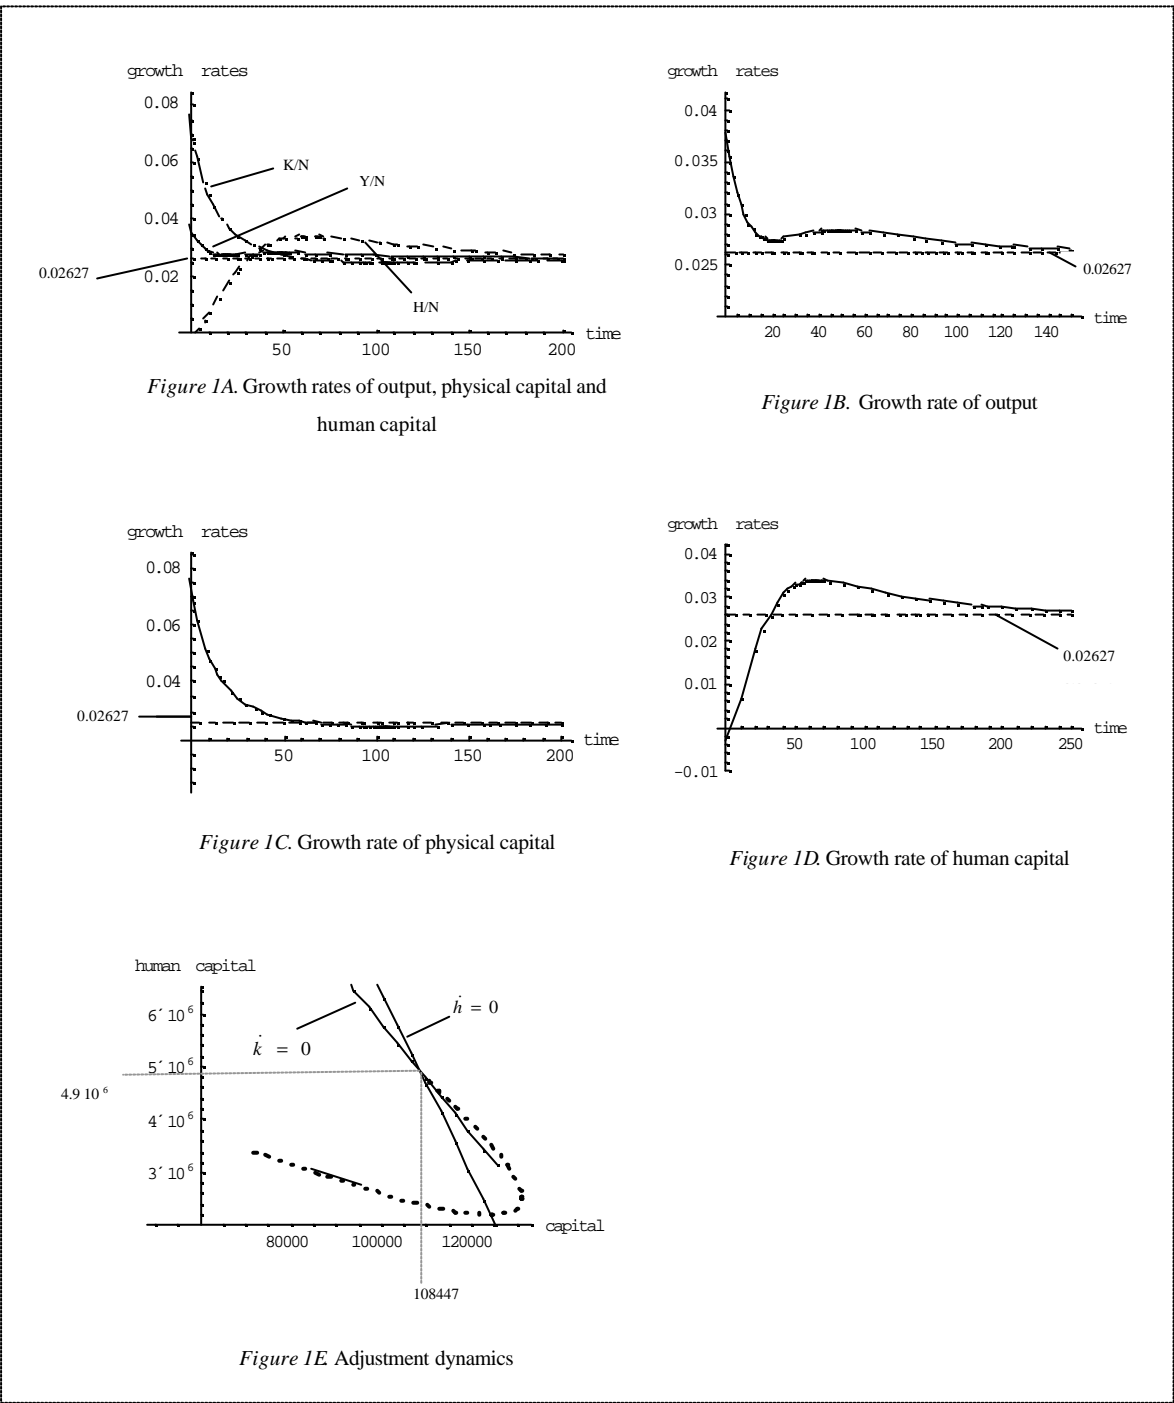 growth rates
0.08
0.06
0.04
0.02
K/N
Y/N
H/N
0.02627
50 100 150 200
time
Figure 1A. Growth rates of output, physical capital and
human capital
growth rates
0.04
0.035
0.03
0.025
0.02627
20 40 60 80 100 120 140
time
Figure 1B. Growth rate of output
growth rates
0.08
0.06
0.04
0.02627
50 100 150 200
time
Figure 1C. Growth rate of physical capital
growth rates
0.04
0.03
0.02
0.01
-0.01
0.02627
50 100 150 200 250
time
Figure 1D. Growth rate of human capital
human capital
6´10⁶
5´10⁶
4´10⁶
3´10⁶
4.9 10⁶
k̇ = 0
ḣ = 0
80000 100000 120000
capital
108447
Figure 1E. Adjustment dynamics